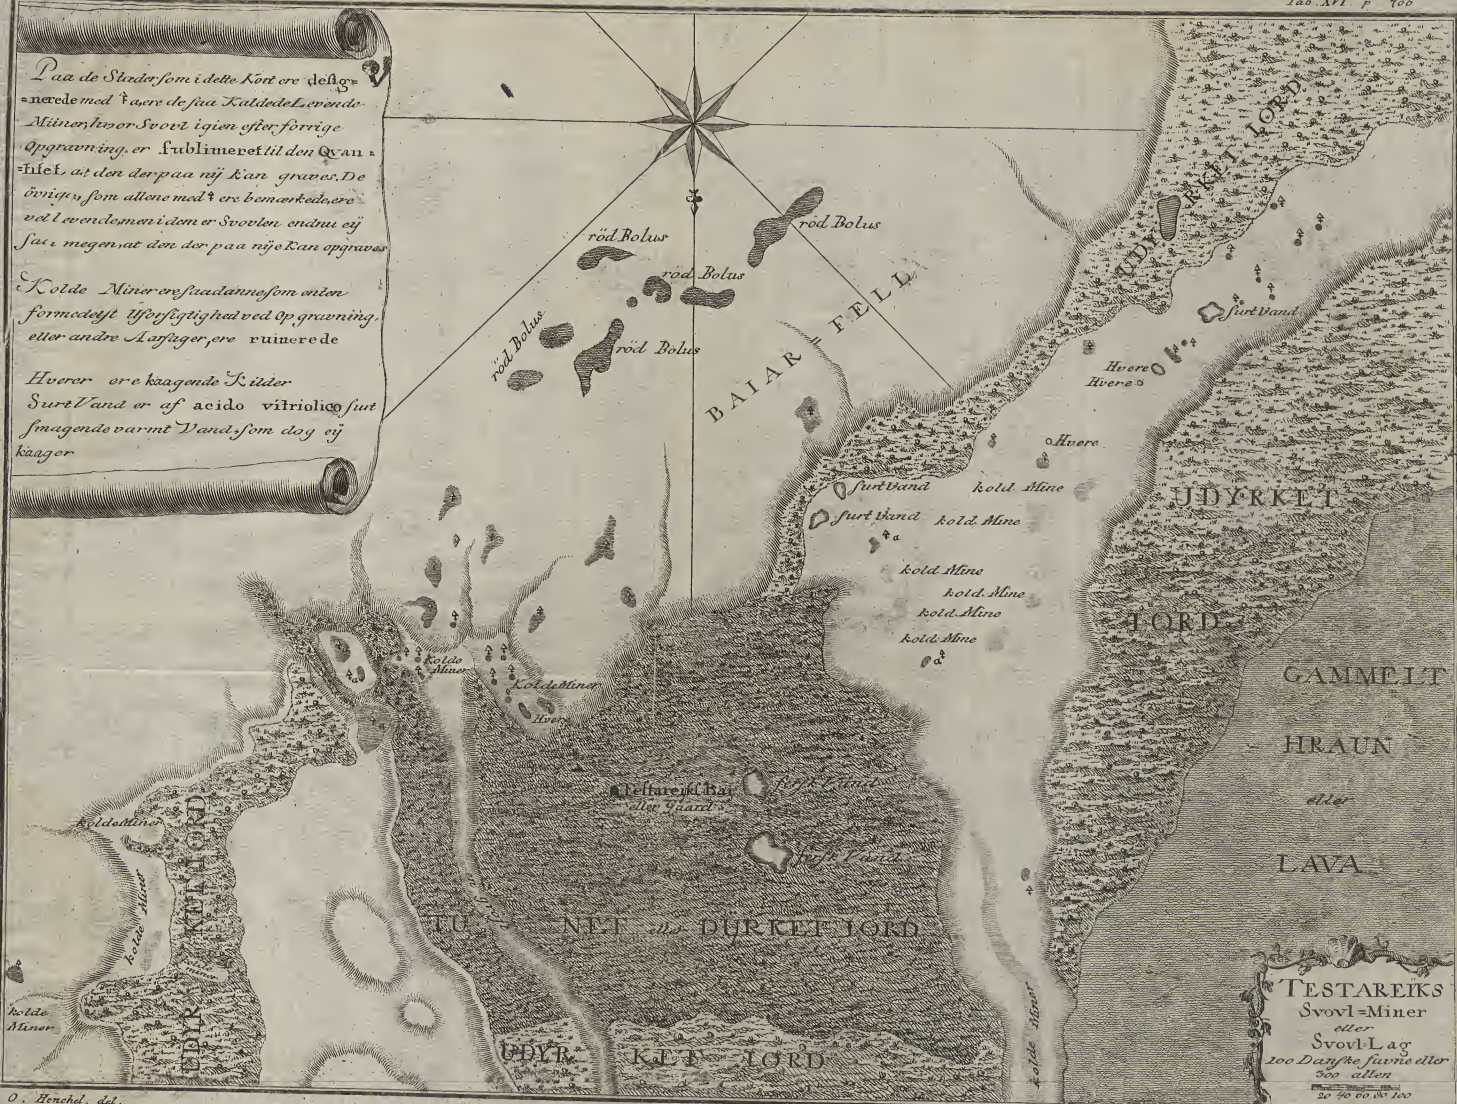 Tab. XVI. p. 700
Paa de Stæder som i dette Kort ere desig=
=nerede med ♁ a, ere de saa Kaldede Levende
Miiner, hvor Svovl igien efter forrige
Opgravning, er sublimeret til den Qvan=
=titet, at den der paa nÿ kan graves. De
övrige, som allene med ♁ ere bemærkede, ere
vel levende, men i dem er Svovlen endnu eÿ
saa megen, at den der paa nÿe Kan opgraves
Kolde Miner ere saadanne som enten
formedelst Uforsigtighed ved Opgravning,
eller andre Aarsager, ere ruinerede
Hverer ere kaagende Kilder
Surt Vand er af acido vitriolico surt
smagende varmt Vand, som dog eÿ
kaager
röd Bolus
röd Bolus
röd Bolus
röd Bolus
röd Bolus
BAIAR = FELL
UDYRKET IORD
surt Vand
Hvere
Hvere
Hvere
surt Vand
kold Mine
surt Vand
kold. Mine
a
kold. Mine
kold. Mine
kold. Mine
kold. Mine
a
UDYRKET
IORD
GAMMELT
HRAUN
eller
LAVA
Kolde
Miner
a
Kolde Miner
Hver
Testareiks Bai
eller Gaard
fersk Vand
fersk Vand
kolde Miner
kolde Miner
UDYRKET IORD
kolde
Miner
TUNET eller DŸRKET IORD
UDYRKET IORD
kolde Miner
TESTAREÏKS
Svovl=Miner
eller
Svovl-Lag
100 Danske favne eller
300 allen
20 40 60 80 100
O. Henchel. del.